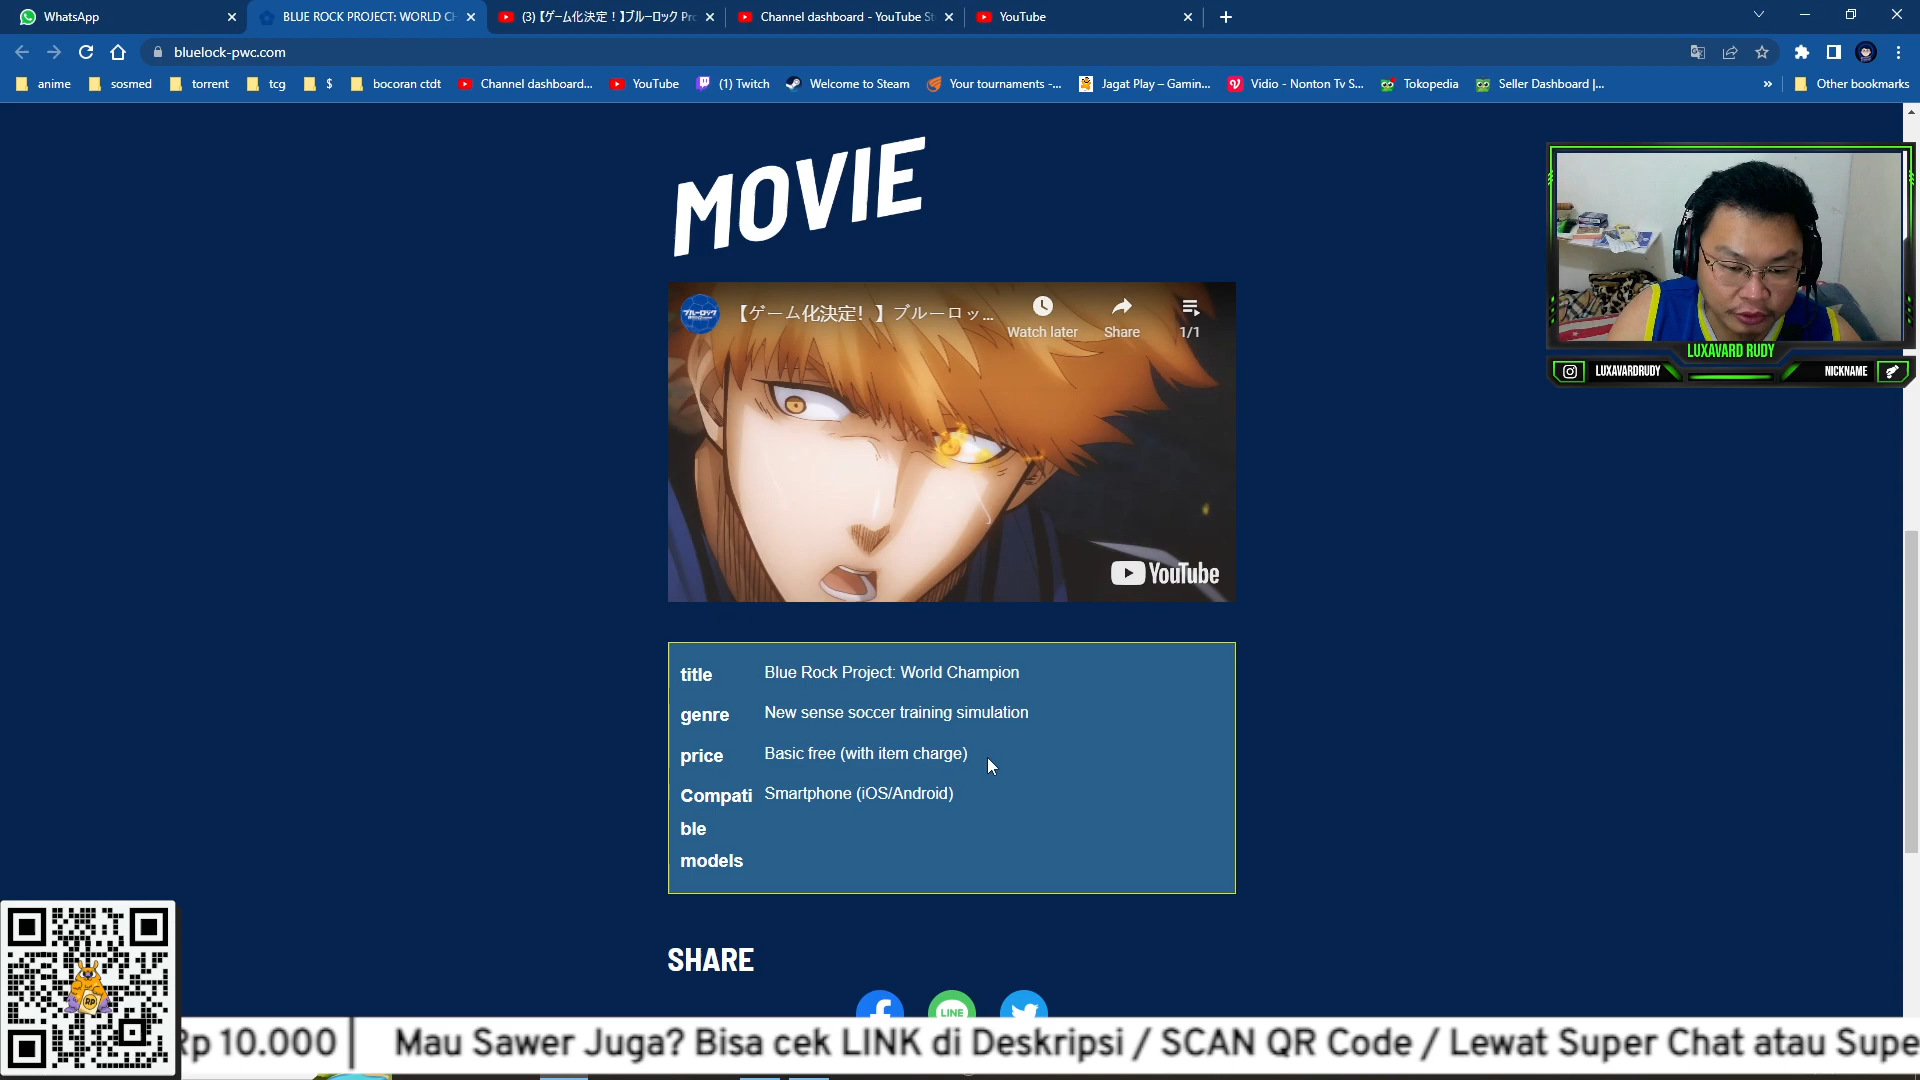 WhatsApp
BLUE ROCK PROJECT: WORLD CH
(3)【ゲーム化決定！】ブルーロック Pro
Channel dashboard - YouTube St
YouTube
bluelock-pwc.com
anime
sosmed
torrent
tcg
$
bocoran ctdt
Channel dashboard...
YouTube
(1) Twitch
Welcome to Steam
Your tournaments -...
Jagat Play – Gamin...
Vidio - Nonton Tv S...
Tokopedia
Seller Dashboard |...
»
Other bookmarks
MOVIE
【ゲーム化決定！】ブルーロッ...
Watch later
Share
1/1
YouTube
LUXAVARD RUDY
LUXAVARDRUDY
NICKNAME
title Blue Rock Project: World Champion
genre New sense soccer training simulation
price Basic free (with item charge)
Compati Smartphone (iOS/Android)
ble
models
SHARE
LINE
RP
Rp 10.000 | Mau Sawer Juga? Bisa cek LINK di Deskripsi / SCAN QR Code / Lewat Super Chat atau Supe